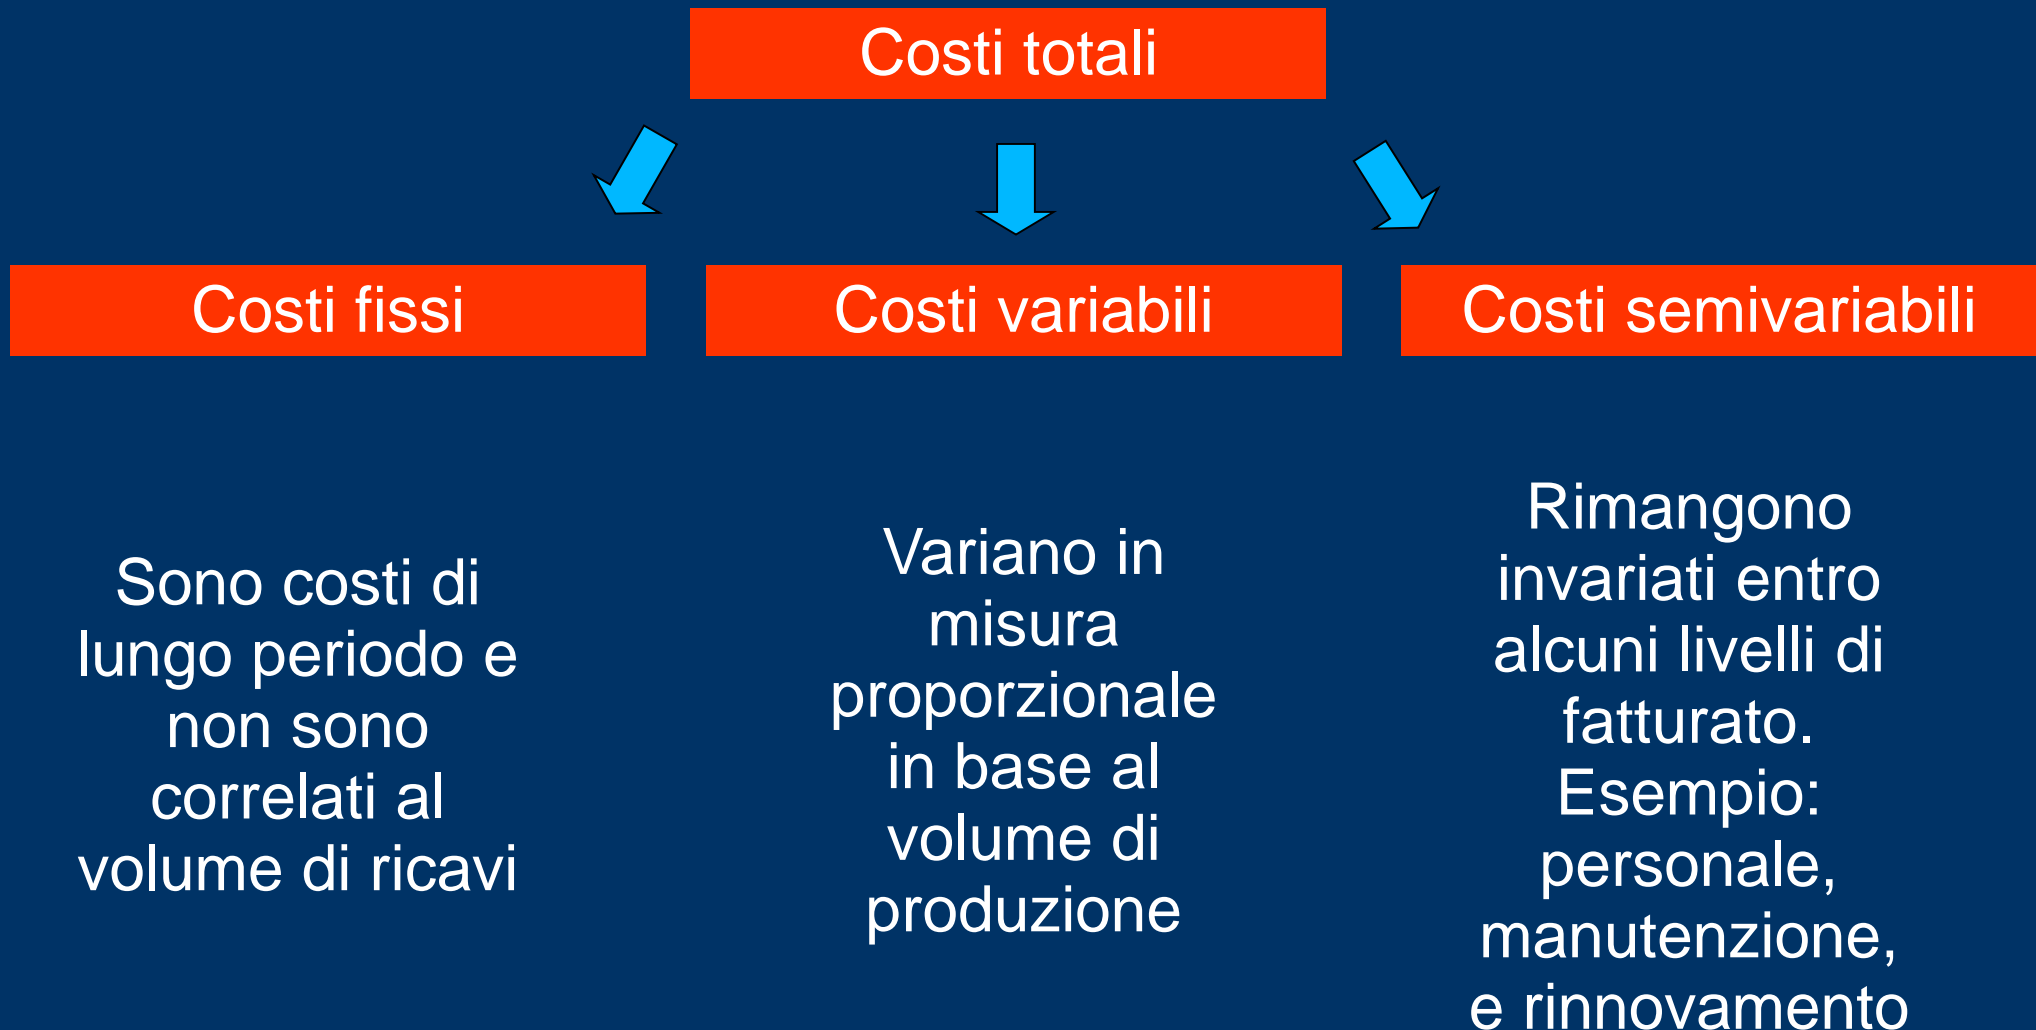 Costi totali
Costi fissi
Costi variabili
Costi semivariabili
Sono costi di
lungo periodo e
non sono
correlati al
volume di ricavi
Variano in
misura
proporzionale
in base al
volume di
produzione
Rimangono
invariati entro
alcuni livelli di
fatturato.
Esempio:
personale,
manutenzione,
e rinnovamento